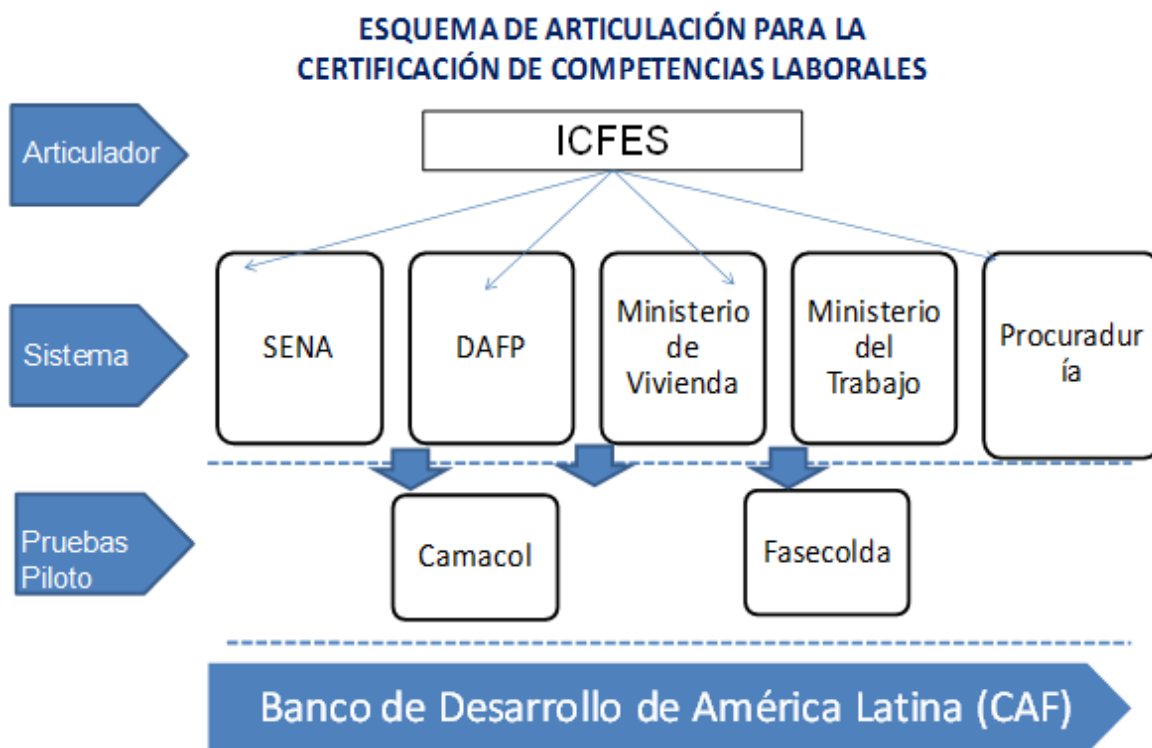 ESQUEMA DE ARTICULACIÓN PARA LA
CERTIFICACIÓN DE COMPETENCIAS LABORALES
Articulador
ICFES
Sistema
SENA
DAFP
Ministerio
de
Vivienda
Ministerio
del
Trabajo
Procuradur
ía
Pruebas
Piloto
Camacol
Fasecolda
Banco de Desarrollo de América Latina (CAF)